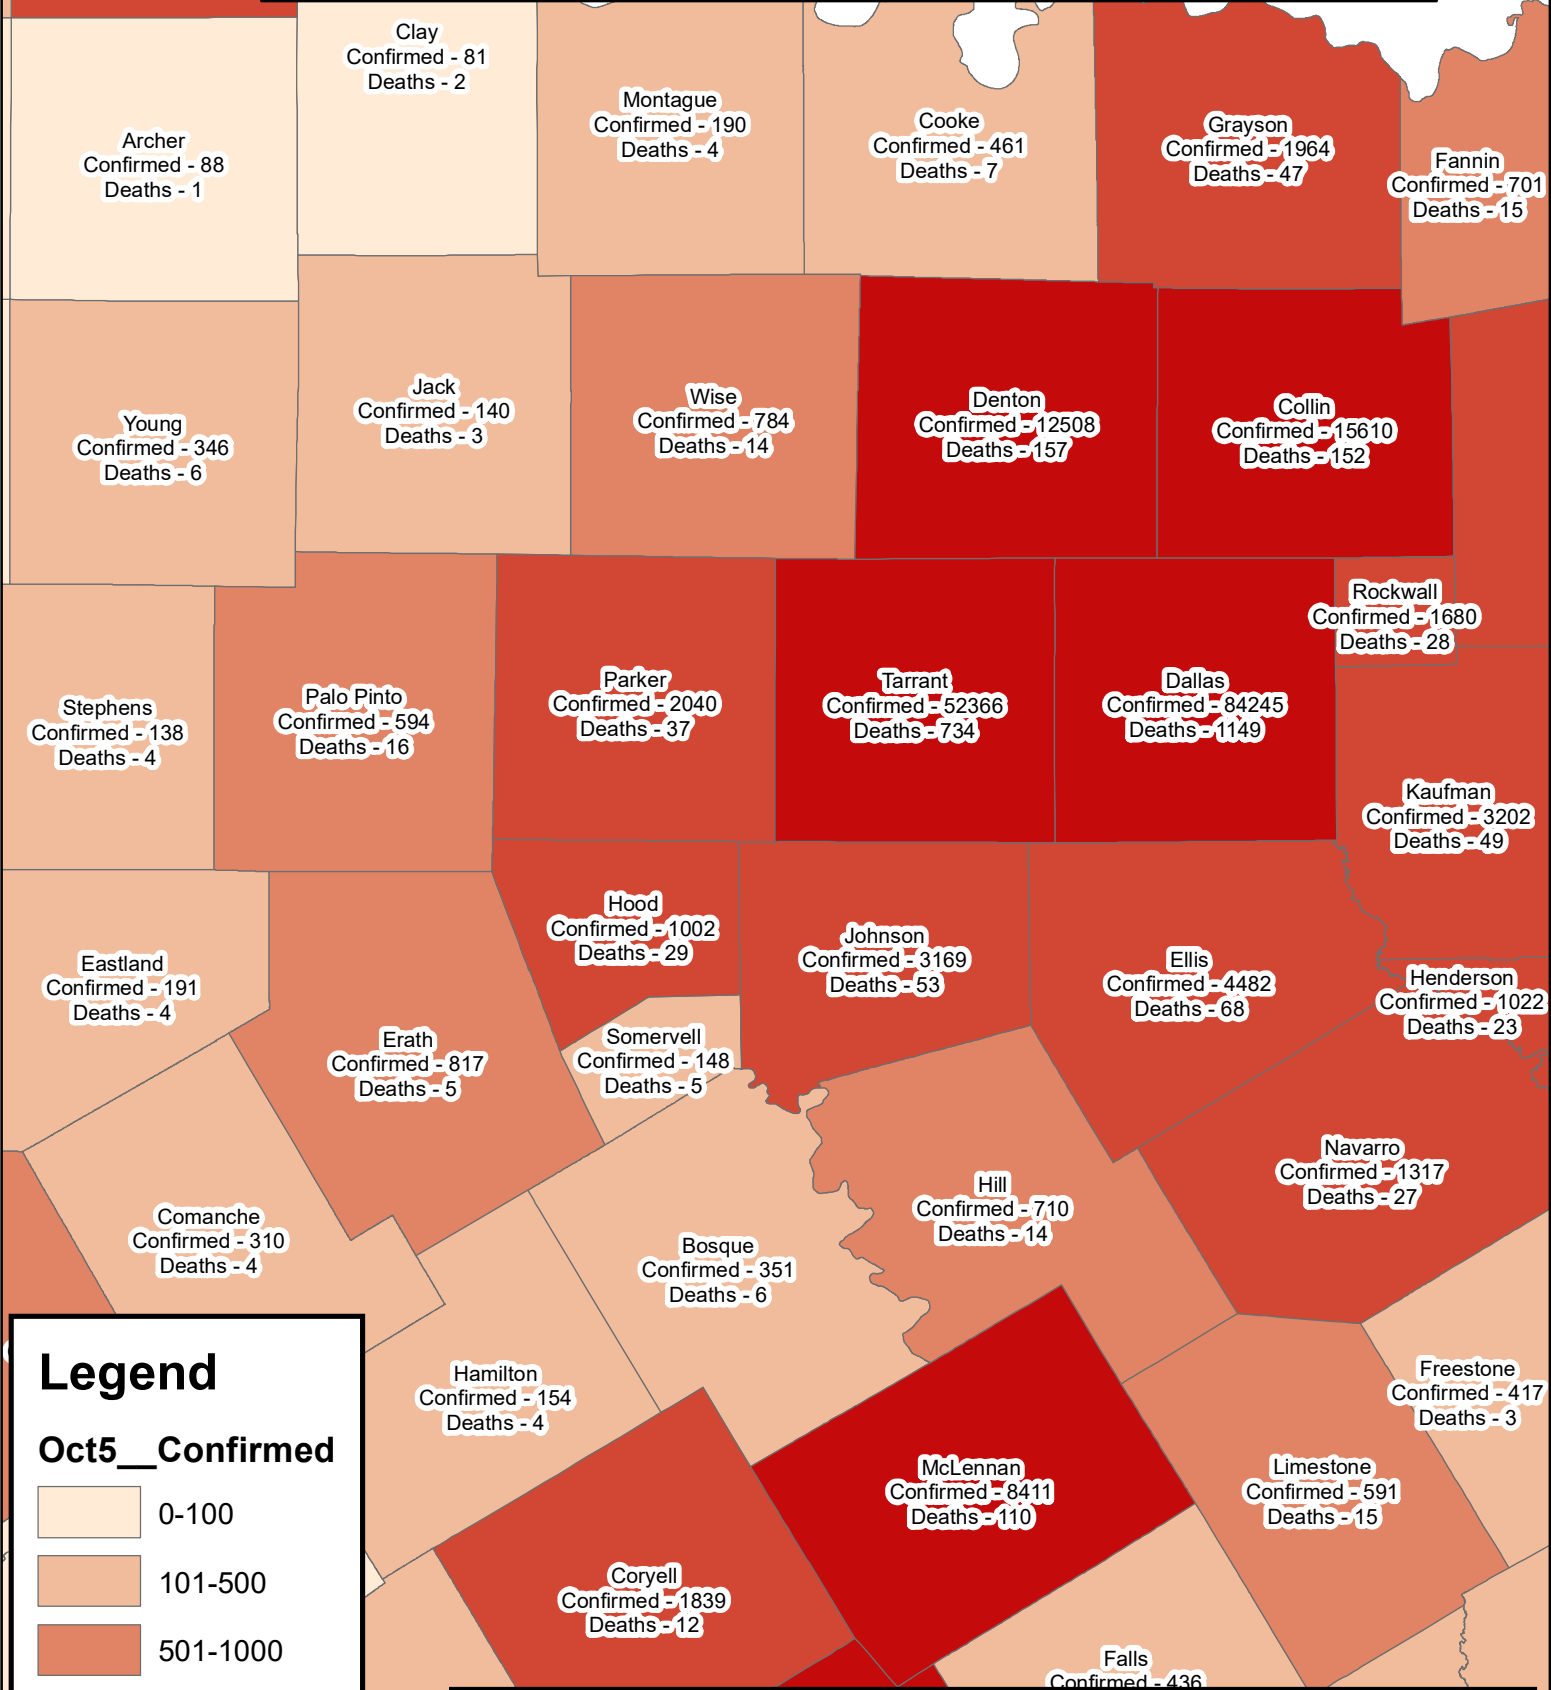 Clay
Confirmed - 81
Deaths - 2
Montague
Confirmed - 190
Deaths - 4
Cooke
Confirmed - 461
Deaths - 7
Grayson
Confirmed - 1964
Deaths - 47
Archer
Confirmed - 88
Deaths - 1
Fannin
Confirmed - 701
Deaths - 15
Young
Confirmed - 346
Deaths - 6
Jack
Confirmed - 140
Deaths - 3
Wise
Confirmed - 784
Deaths - 14
Denton
Confirmed - 12508
Deaths - 157
Collin
Confirmed - 15610
Deaths - 152
Rockwall
Confirmed - 1680
Deaths - 28
Stephens
Confirmed - 138
Deaths - 4
Palo Pinto
Confirmed - 594
Deaths - 16
Parker
Confirmed - 2040
Deaths - 37
Tarrant
Confirmed - 52366
Deaths - 734
Dallas
Confirmed - 84245
Deaths - 1149
Kaufman
Confirmed - 3202
Deaths - 49
Eastland
Confirmed - 191
Deaths - 4
Hood
Confirmed - 1002
Deaths - 29
Johnson
Confirmed - 3169
Deaths - 53
Ellis
Confirmed - 4482
Deaths - 68
Henderson
Confirmed - 1022
Deaths - 23
Erath
Confirmed - 817
Deaths - 5
Somervell
Confirmed - 148
Deaths - 5
Comanche
Confirmed - 310
Deaths - 4
Bosque
Confirmed - 351
Deaths - 6
Hill
Confirmed - 710
Deaths - 14
Navarro
Confirmed - 1317
Deaths - 27
Hamilton
Confirmed - 154
Deaths - 4
McLennan
Confirmed - 8411
Deaths - 110
Limestone
Confirmed - 591
Deaths - 15
Freestone
Confirmed - 417
Deaths - 3
Coryell
Confirmed - 1839
Deaths - 12
Falls
Confirmed - 436
Legend
Oct5__Confirmed
0-100
101-500
501-1000